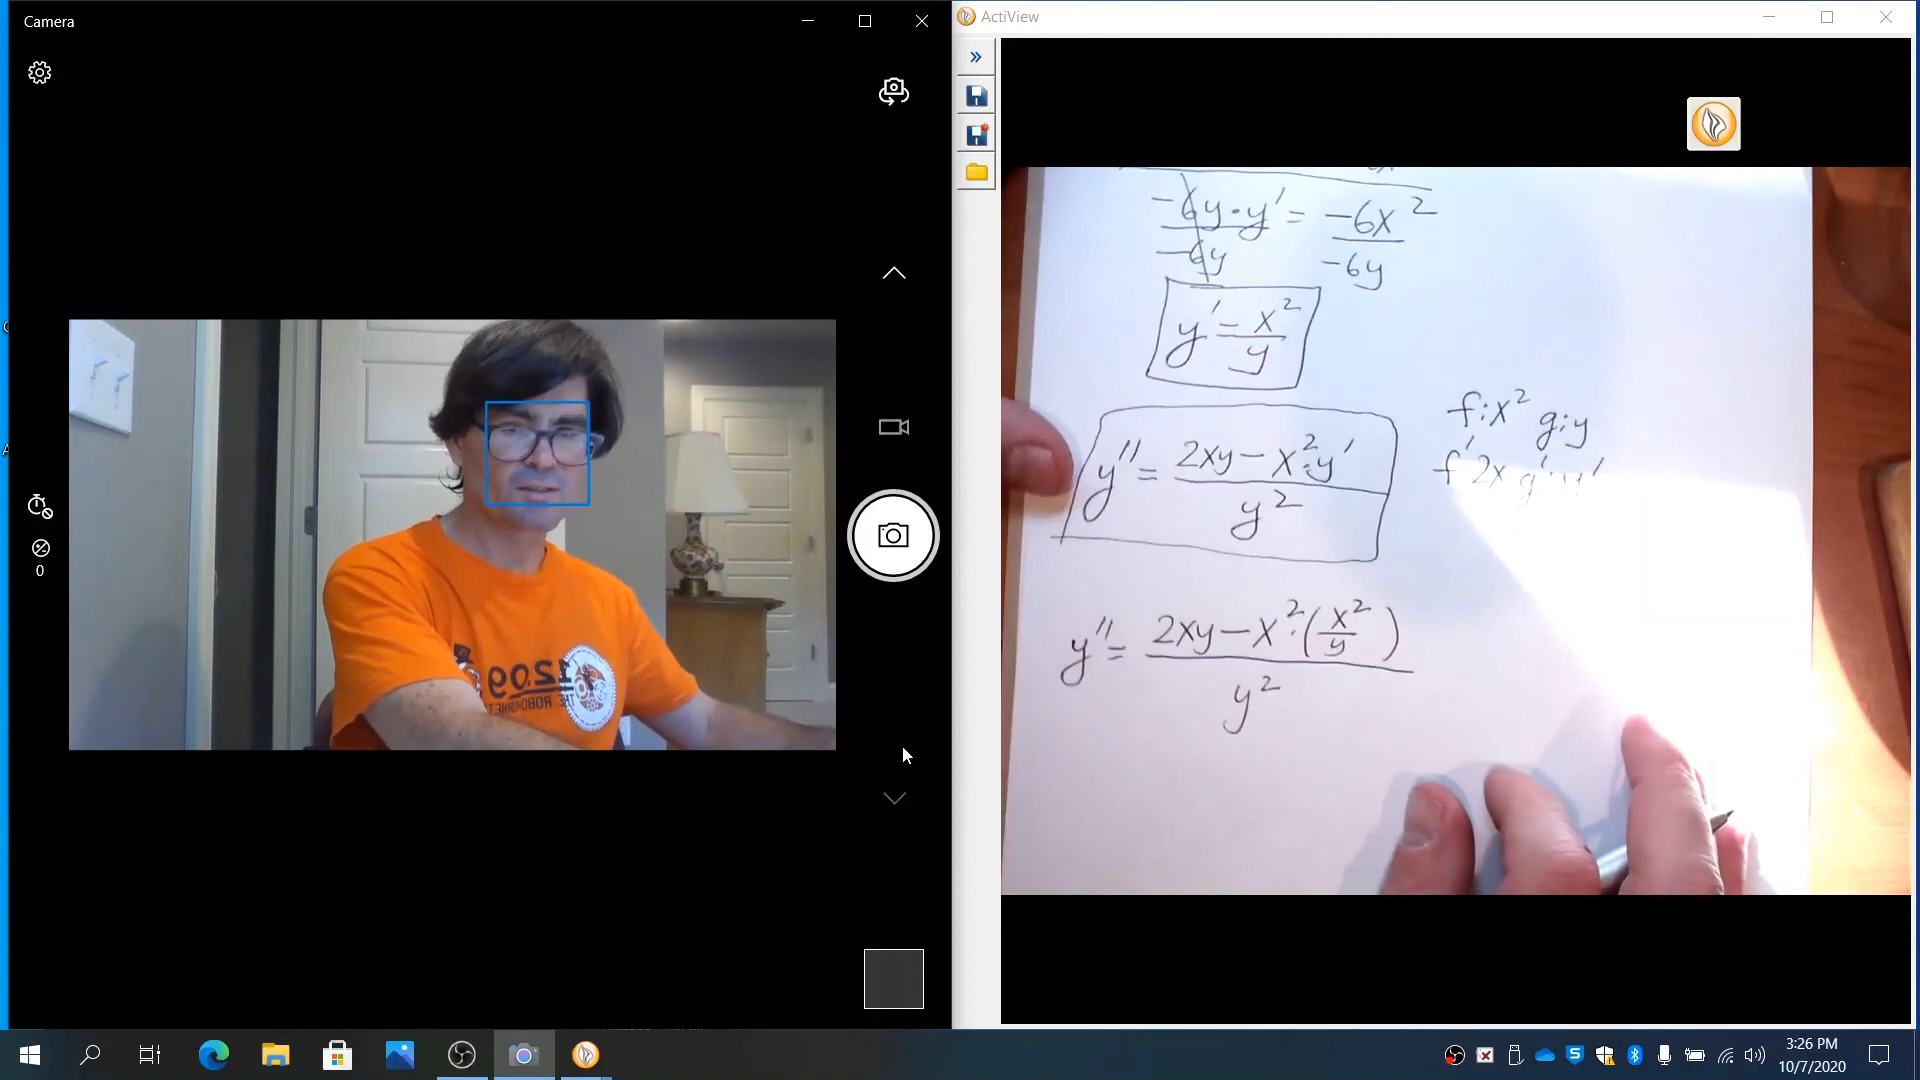 Camera
ActiView
0
-6y·y' = -6x²
-6y -6y
y' = x²
y
f: x² g: y
f' 2x g': y'
y'' = 2xy - x²·y'
y²
y'' = 2xy - x²·(x²/y)
y²
3:26 PM
10/7/2020